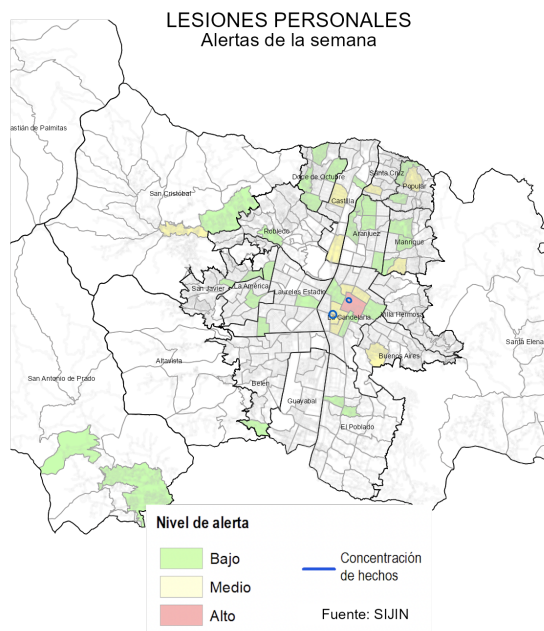 LESIONES PERSONALES
Alertas de la semana
astián de Palmitas
San Cristóbal
Doce de Octubre
Santa Cruz
Popular
Castilla
Robledo
Aranjuez
Manrique
San Javier
La América
Laureles Estadio
La Candelaria
Villa Hermosa
Santa Elena
Buenos Aires
Altavista
San Antonio de Prado
Belén
Guayabal
El Poblado
Nivel de alerta
Bajo
Medio
Alto
Concentración
de hechos
Fuente: SIJIN